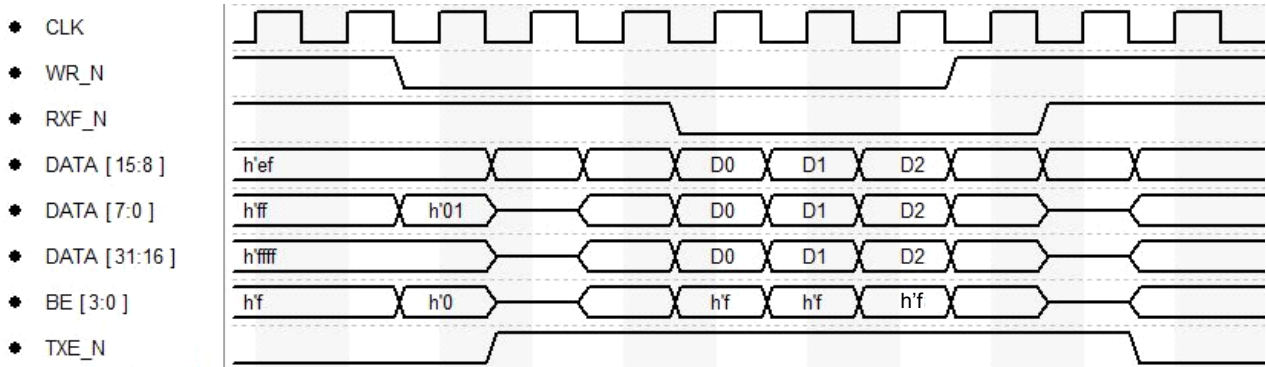 CLK
WR_N
RXF_N
DATA [ 15:8 ] h'ef D0 D1 D2
DATA [7:0 ] h'ff h'01 D0 D1 D2
DATA [31:16 ] h'ffff D0 D1 D2
BE [ 3:0 ] h'f h'0 h'f h'f h'f
TXE_N